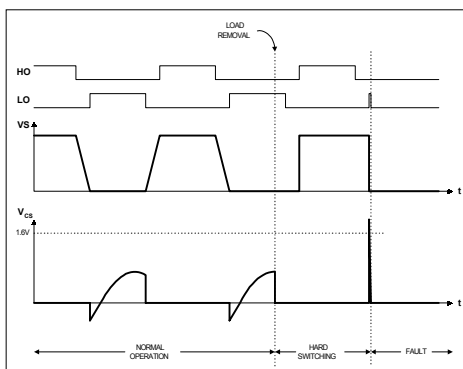 LOAD
REMOVAL
HO
LO
VS
t
VCS
1.6V
t
NORMAL
OPERATION
HARD
SWITCHING
FAULT